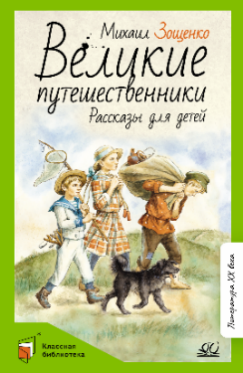 Михаил Зощенко
Великие
путешественники
Рассказы для детей
Литература XX века
Классная
библиотека